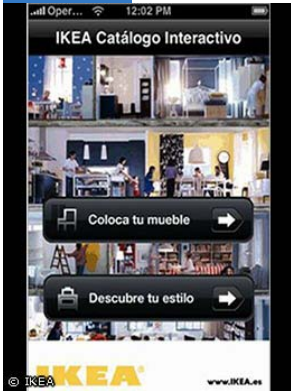 Oper... 12:02 PM
IKEA Catálogo Interactivo
Coloca tu mueble
Descubre tu estilo
IKEA
www.IKEA.es
© IKEA